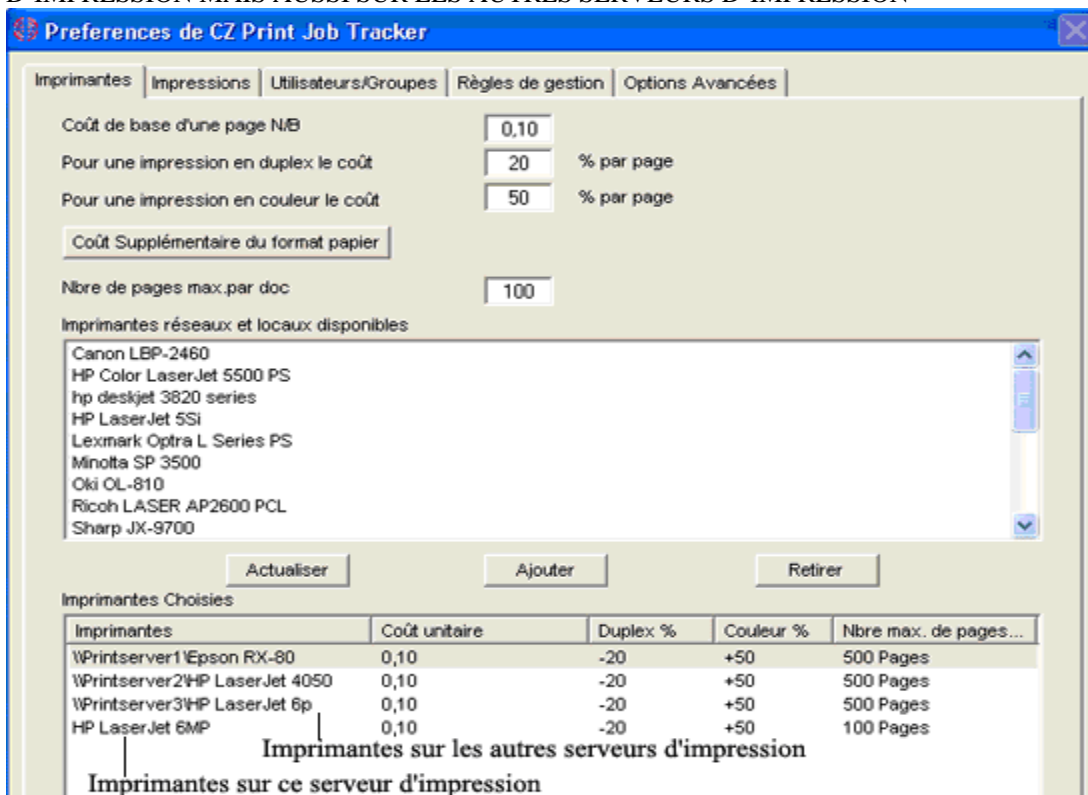 D'IMPRESSION MAIS AUSSI SUR LES AUTRES SERVEURS D'IMPRESSION
Preferences de CZ Print Job Tracker
Imprimantes Impressions Utilisateurs/Groupes Règles de gestion Options Avancées
Coût de base d'une page N/B 0,10
Pour une impression en duplex le coût 20 % par page
Pour une impression en couleur le coût 50 % par page
Coût Supplémentaire du format papier
Nbre de pages max.par doc 100
Imprimantes réseaux et locaux disponibles
Canon LBP-2460
HP Color LaserJet 5500 PS
hp deskjet 3820 series
HP LaserJet 5Si
Lexmark Optra L Series PS
Minolta SP 3500
Oki OL-810
Ricoh LASER AP2600 PCL
Sharp JX-9700
Actualiser Ajouter Retirer
Imprimantes Choisies
Imprimantes Coût unitaire Duplex % Couleur % Nbre max. de pages...
\\Printserver1\Epson RX-80 0,10 -20 +50 500 Pages
\\Printserver2\HP LaserJet 4050 0,10 -20 +50 500 Pages
\\Printserver3\HP LaserJet 6p 0,10 -20 +50 500 Pages
HP LaserJet 6MP 0,10 -20 +50 100 Pages
Imprimantes sur les autres serveurs d'impression
Imprimantes sur ce serveur d'impression